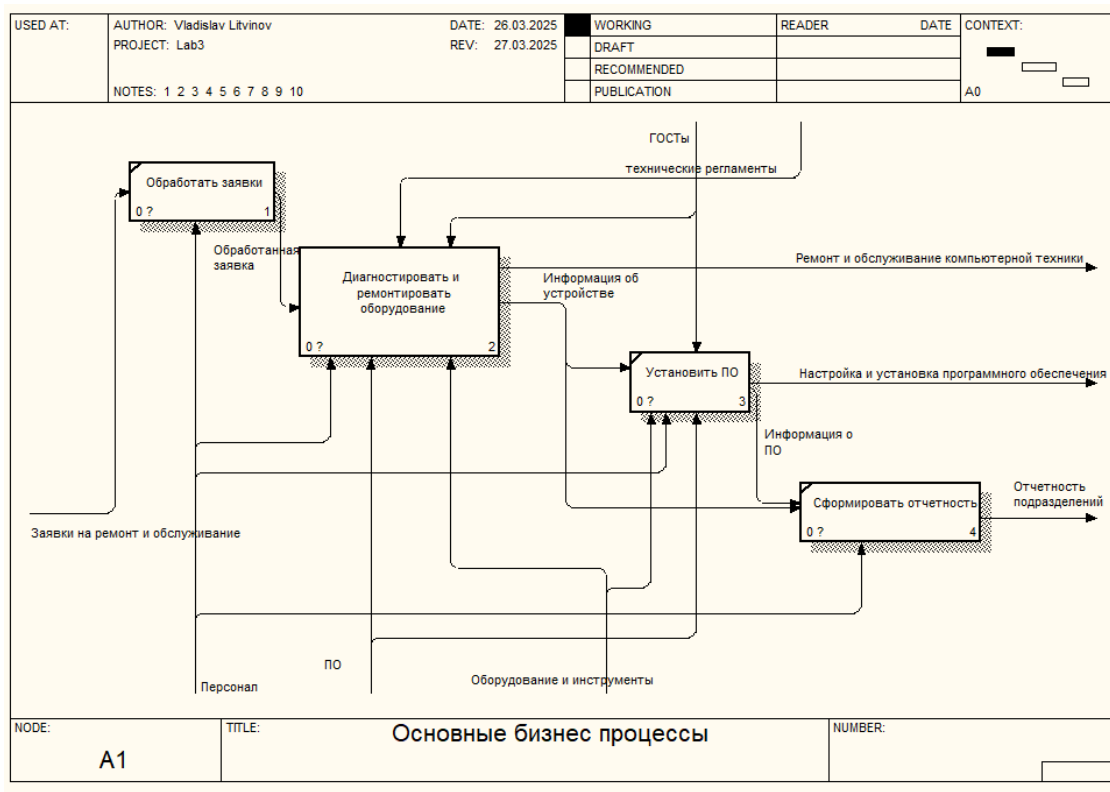 USED AT:
AUTHOR: Vladislav Litvinov
DATE: 26.03.2025
WORKING
READER
DATE
CONTEXT:
PROJECT: Lab3
REV: 27.03.2025
DRAFT
RECOMMENDED
NOTES: 1 2 3 4 5 6 7 8 9 10
PUBLICATION
A0
ГОСТы
технические регламенты
Обработать заявки
0 ?
1
Обработанная
заявка
Диагностировать и
ремонтировать
оборудование
0 ?
2
Ремонт и обслуживание компьютерной техники
Информация об
устройстве
Установить ПО
0 ?
3
Настройка и установка программного обеспечения
Информация о
ПО
Сформировать отчетность
0 ?
4
Отчетность
подразделений
Заявки на ремонт и обслуживание
ПО
Персонал
Оборудование и инструменты
NODE:
A1
TITLE:
Основные бизнес процессы
NUMBER: